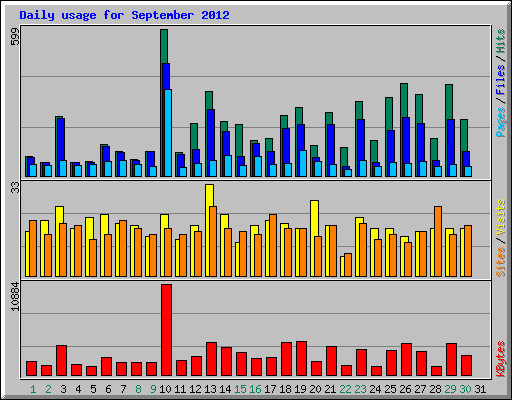 Daily usage for September 2012
599
Pages / Files / Hits
33
Sites / Visits
10884
KBytes
1 2 3 4 5 6 7 8 9 10 11 12 13 14 15 16 17 18 19 20 21 22 23 24 25 26 27 28 29 30 31